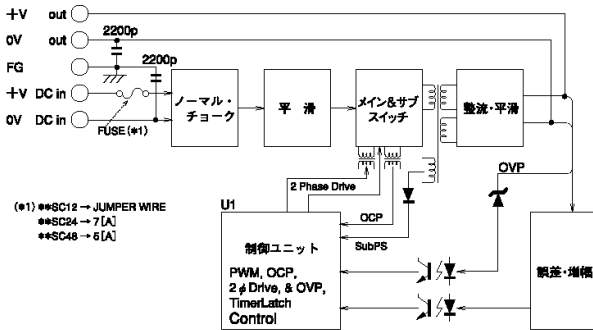 +V out
0V out
2200p
2200p
FG
+V DC in
0V DC in
FUSE(*1)
ノーマル・
チョーク
平 滑
メイン&サブ
スイッチ
整流・平滑
OVP
2 Phase Drive
(*1) **SC12→JUMPER WIRE
**SC24→7[A]
**SC48→5[A]
U1
OCP
SubPS
制御ユニット
PWM, OCP,
2φDrive, & OVP,
TimerLatch
Control
誤差・増幅